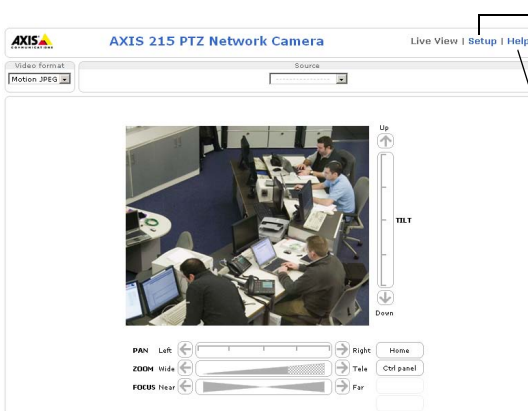 AXIS
COMMUNICATIONS
AXIS 215 PTZ Network Camera
Live View | Setup | Help
Video format
Motion JPEG
Source
Up
TILT
Down
PAN Left Right Home
ZOOM Wide Tele Ctrl panel
FOCUS Near Far